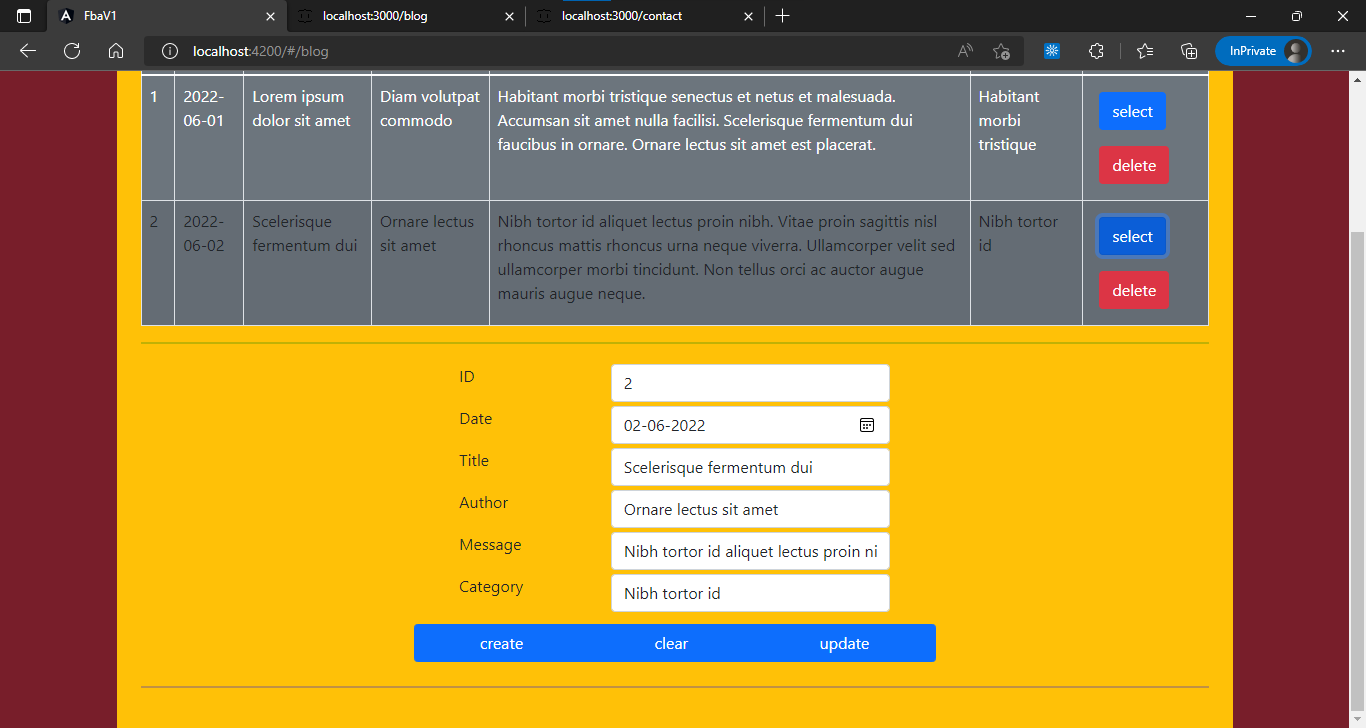 FbaV1
localhost:3000/blog
localhost:3000/contact
localhost:4200/#/blog
InPrivate
1
2022-
06-01
Lorem ipsum
dolor sit amet
Diam volutpat
commodo
Habitant morbi tristique senectus et netus et malesuada.
Accumsan sit amet nulla facilisi. Scelerisque fermentum dui
faucibus in ornare. Ornare lectus sit amet est placerat.
Habitant
morbi
tristique
select
delete
2
2022-
06-02
Scelerisque
fermentum dui
Ornare lectus
sit amet
Nibh tortor id aliquet lectus proin nibh. Vitae proin sagittis nisl
rhoncus mattis rhoncus urna neque viverra. Ullamcorper velit sed
ullamcorper morbi tincidunt. Non tellus orci ac auctor augue
mauris augue neque.
Nibh tortor
id
select
delete
ID
2
Date
02-06-2022
Title
Scelerisque fermentum dui
Author
Ornare lectus sit amet
Message
Nibh tortor id aliquet lectus proin ni
Category
Nibh tortor id
create
clear
update